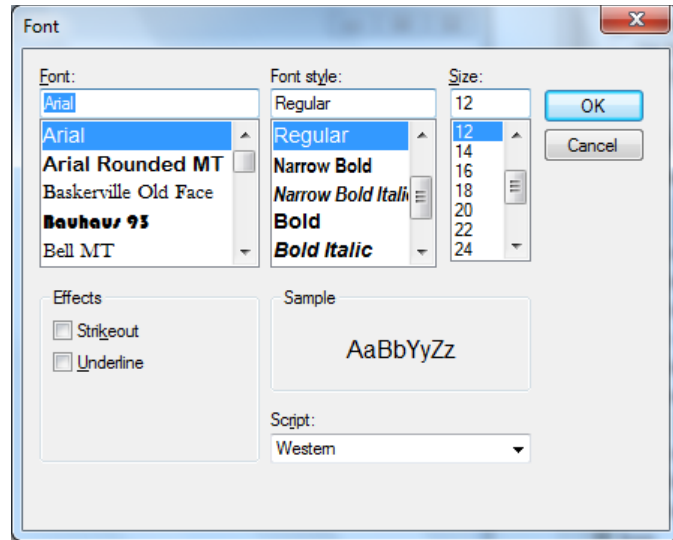 Font
Font:
Font style:
Size:
Arial
Regular
12
OK
Cancel
Arial
Arial Rounded MT
Baskerville Old Face
Bauhaus 93
Bell MT
Regular
Narrow Bold
Narrow Bold Itali
Bold
Bold Italic
12
14
16
18
20
22
24
Effects
Strikeout
Underline
Sample
AaBbYyZz
Script:
Western